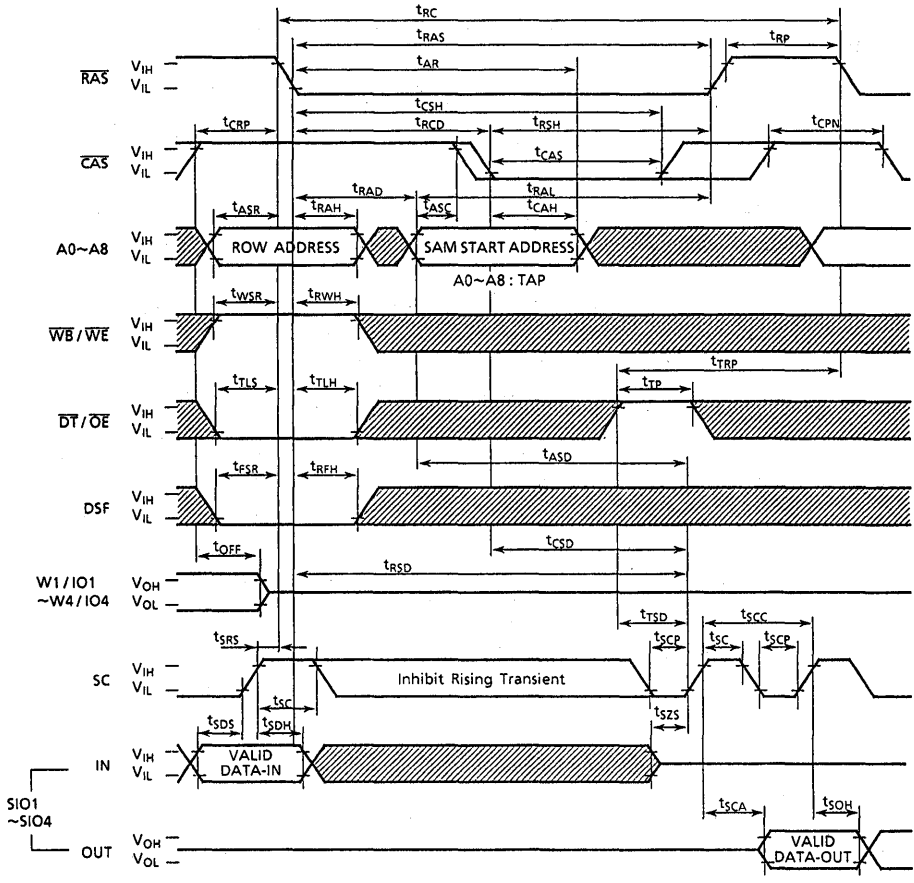 tRC
tRAS
tRP
tAR
RAS
VIH
VIL
tCSH
tCRP
tRCD
tRSH
tCPN
CAS
VIH
VIL
tCAS
tRAD
tRAL
tASR
tRAH
tASC
tCAH
A0~A8
VIH
VIL
ROW ADDRESS
SAM START ADDRESS
A0~A8 : TAP
tWSR
tRWH
WB / WE
VIH
VIL
tTRP
tTLS
tTLH
tTP
DT / OE
VIH
VIL
tASD
tFSR
tRFH
DSF
VIH
VIL
tCSD
tOFF
tRSD
W1 / IO1
~W4 / IO4
VOH
VOL
tTSD
tSCC
tSRS
tSCP
tSC
tSCP
SC
VIH
VIL
Inhibit Rising Transient
tSC
tSZS
tSDS
tSDH
IN
VIH
VIL
VALID
DATA-IN
SIO1
~SIO4
tSCA
tSOH
OUT
VOH
VOL
VALID
DATA-OUT